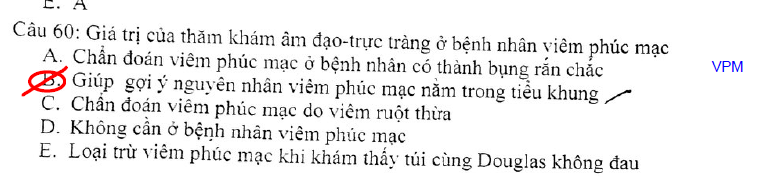 E. A
Câu 60: Giá trị của thăm khám âm đạo-trực tràng ở bệnh nhân viêm phúc mạc
A. Chẩn đoán viêm phúc mạc ở bệnh nhân có thành bụng rắn chắc
VPM
B. Giúp gợi ý nguyên nhân viêm phúc mạc nằm trong tiểu khung
C. Chẩn đoán viêm phúc mạc do viêm ruột thừa
D. Không cần ở bệnh nhân viêm phúc mạc
E. Loại trừ viêm phúc mạc khi khám thấy túi cùng Douglas không đau